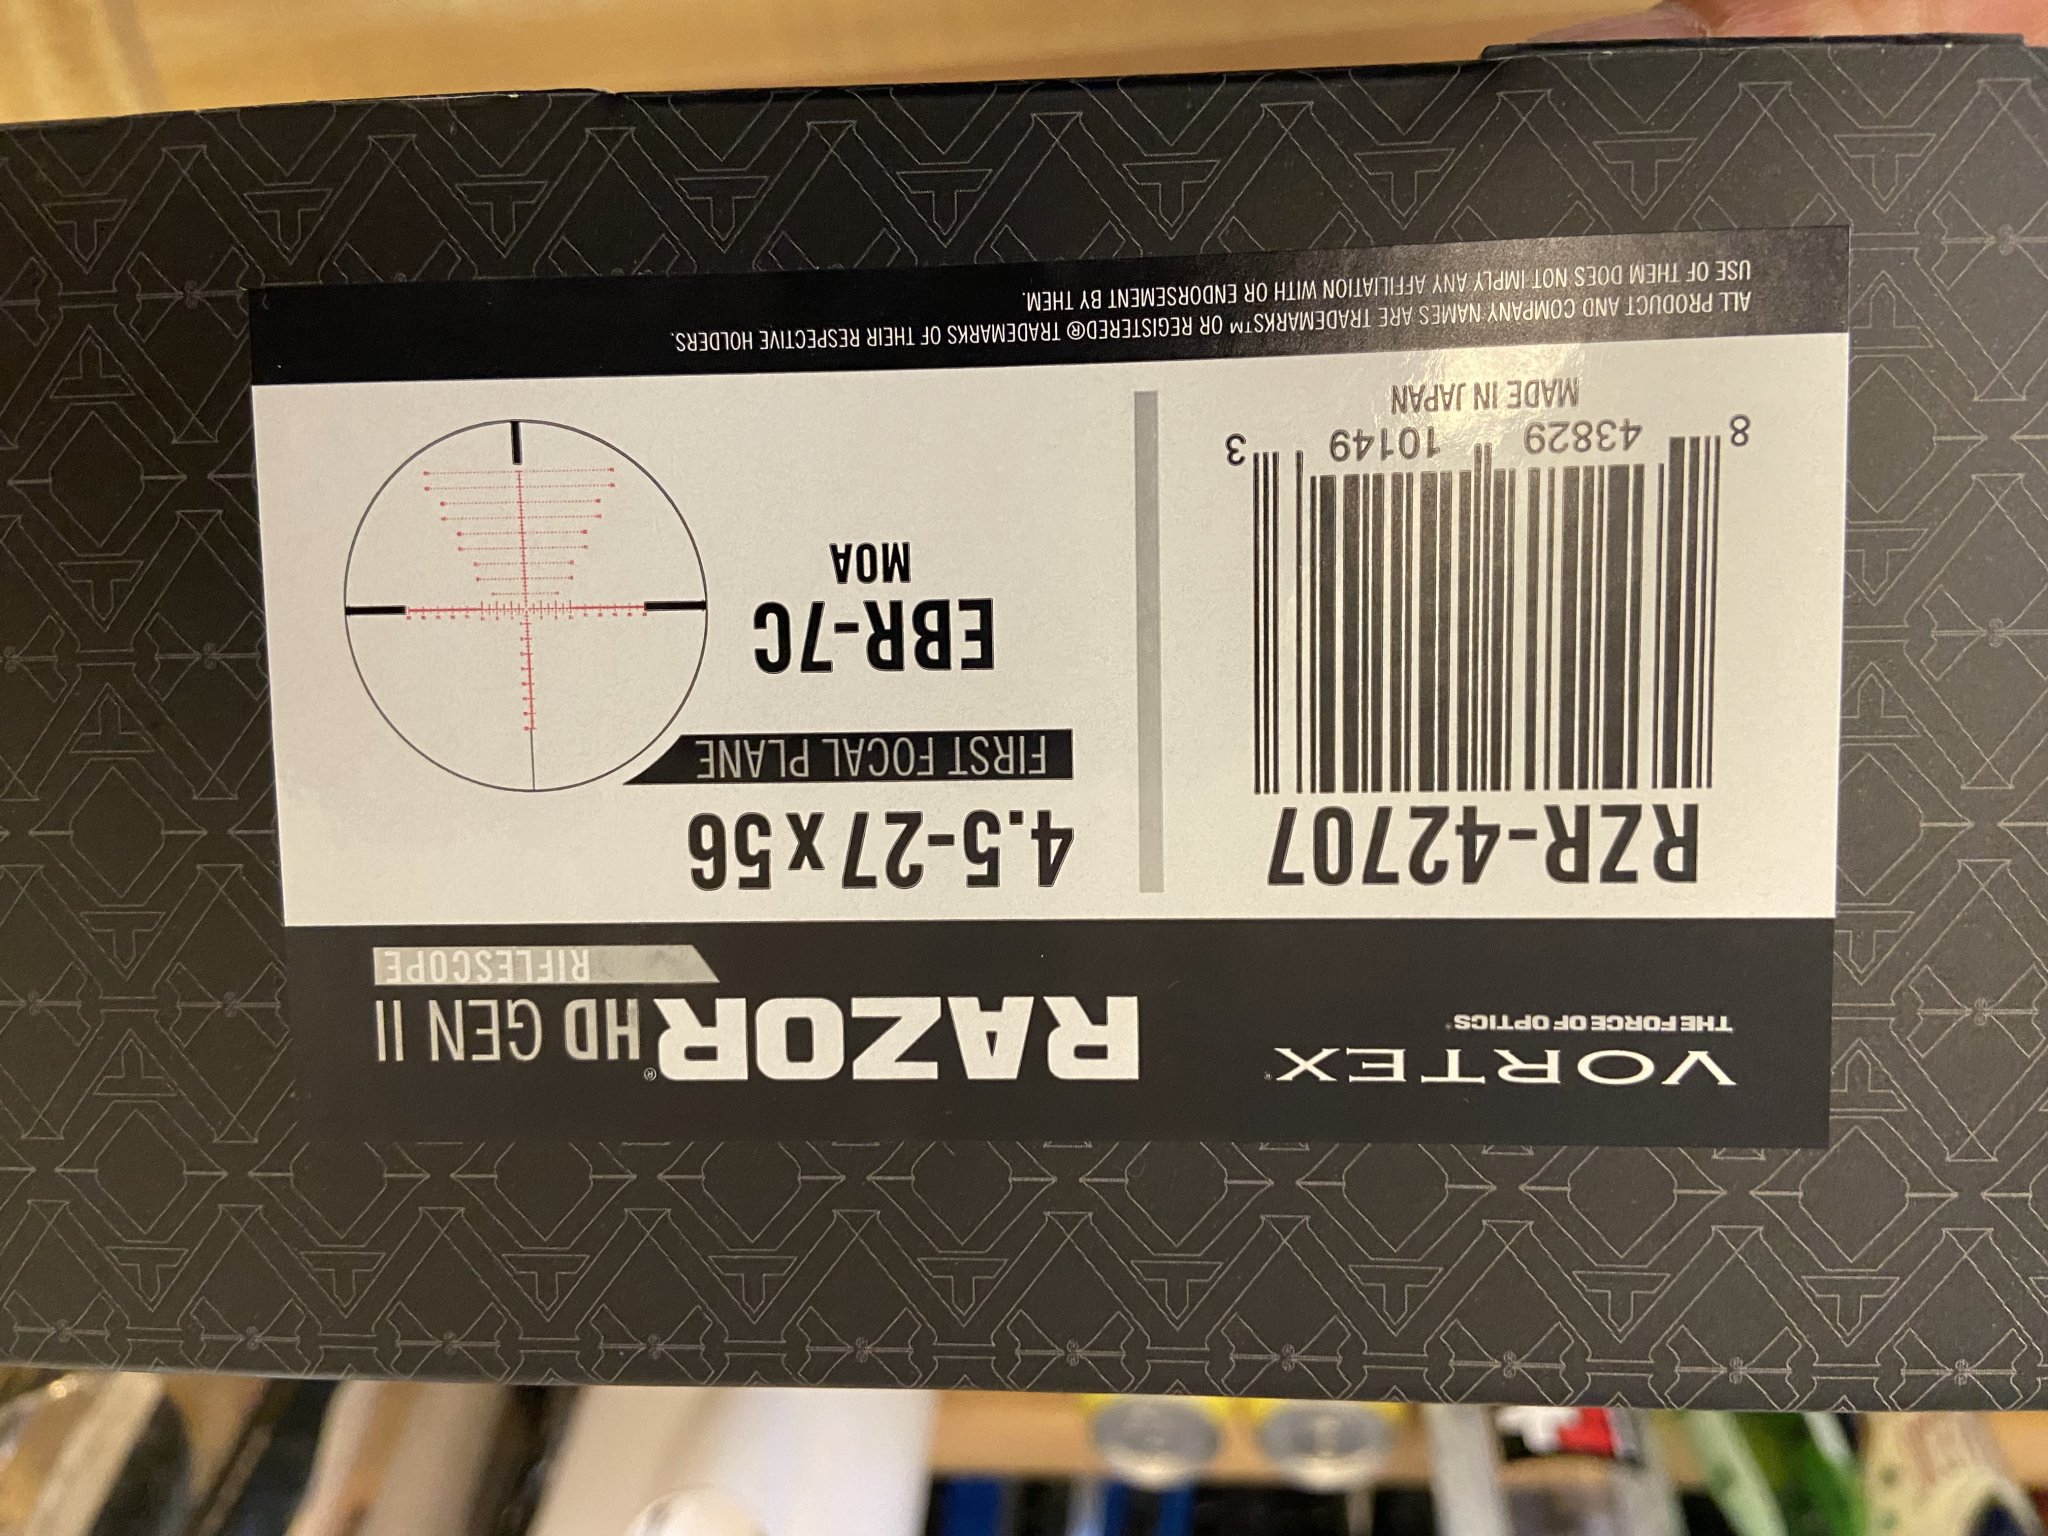 VORTEX®
THE FORCE OF OPTICS®
RAZOR® HD GEN II
RIFLESCOPE
RZR-42707
8 43829 10149 3
MADE IN JAPAN
4.5-27x56
FIRST FOCAL PLANE
EBR-7C
MOA
ALL PRODUCT AND COMPANY NAMES ARE TRADEMARKS™ OR REGISTERED® TRADEMARKS OF THEIR RESPECTIVE HOLDERS.
USE OF THEM DOES NOT IMPLY ANY AFFILIATION WITH OR ENDORSEMENT BY THEM.